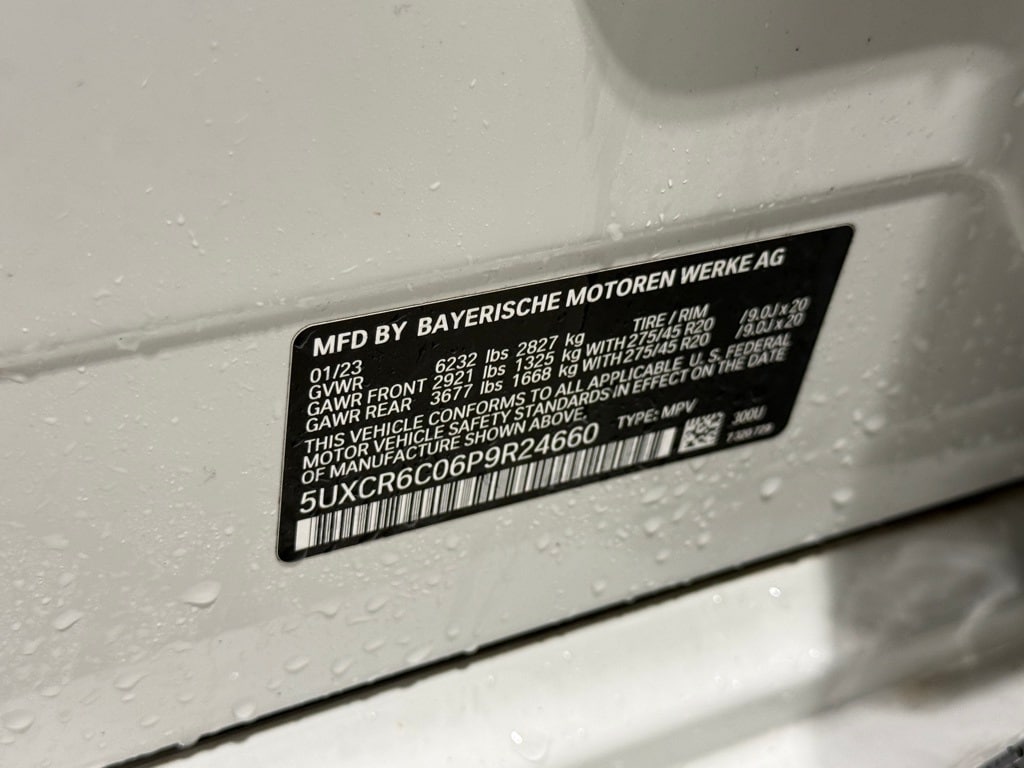 MFD BY BAYERISCHE MOTOREN WERKE AG
01/23 TIRE / RIM
GVWR 6232 lbs 2827 kg
GAWR FRONT 2921 lbs 1325 kg WITH 275/45 R20 /9.0J x 20
GAWR REAR 3677 lbs 1668 kg WITH 275/45 R20 /9.0J x 20
THIS VEHICLE CONFORMS TO ALL APPLICABLE U. S. FEDERAL
MOTOR VEHICLE SAFETY STANDARDS IN EFFECT ON THE DATE
OF MANUFACTURE SHOWN ABOVE. TYPE: MPV
5UXCR6C06P9R24660 300U